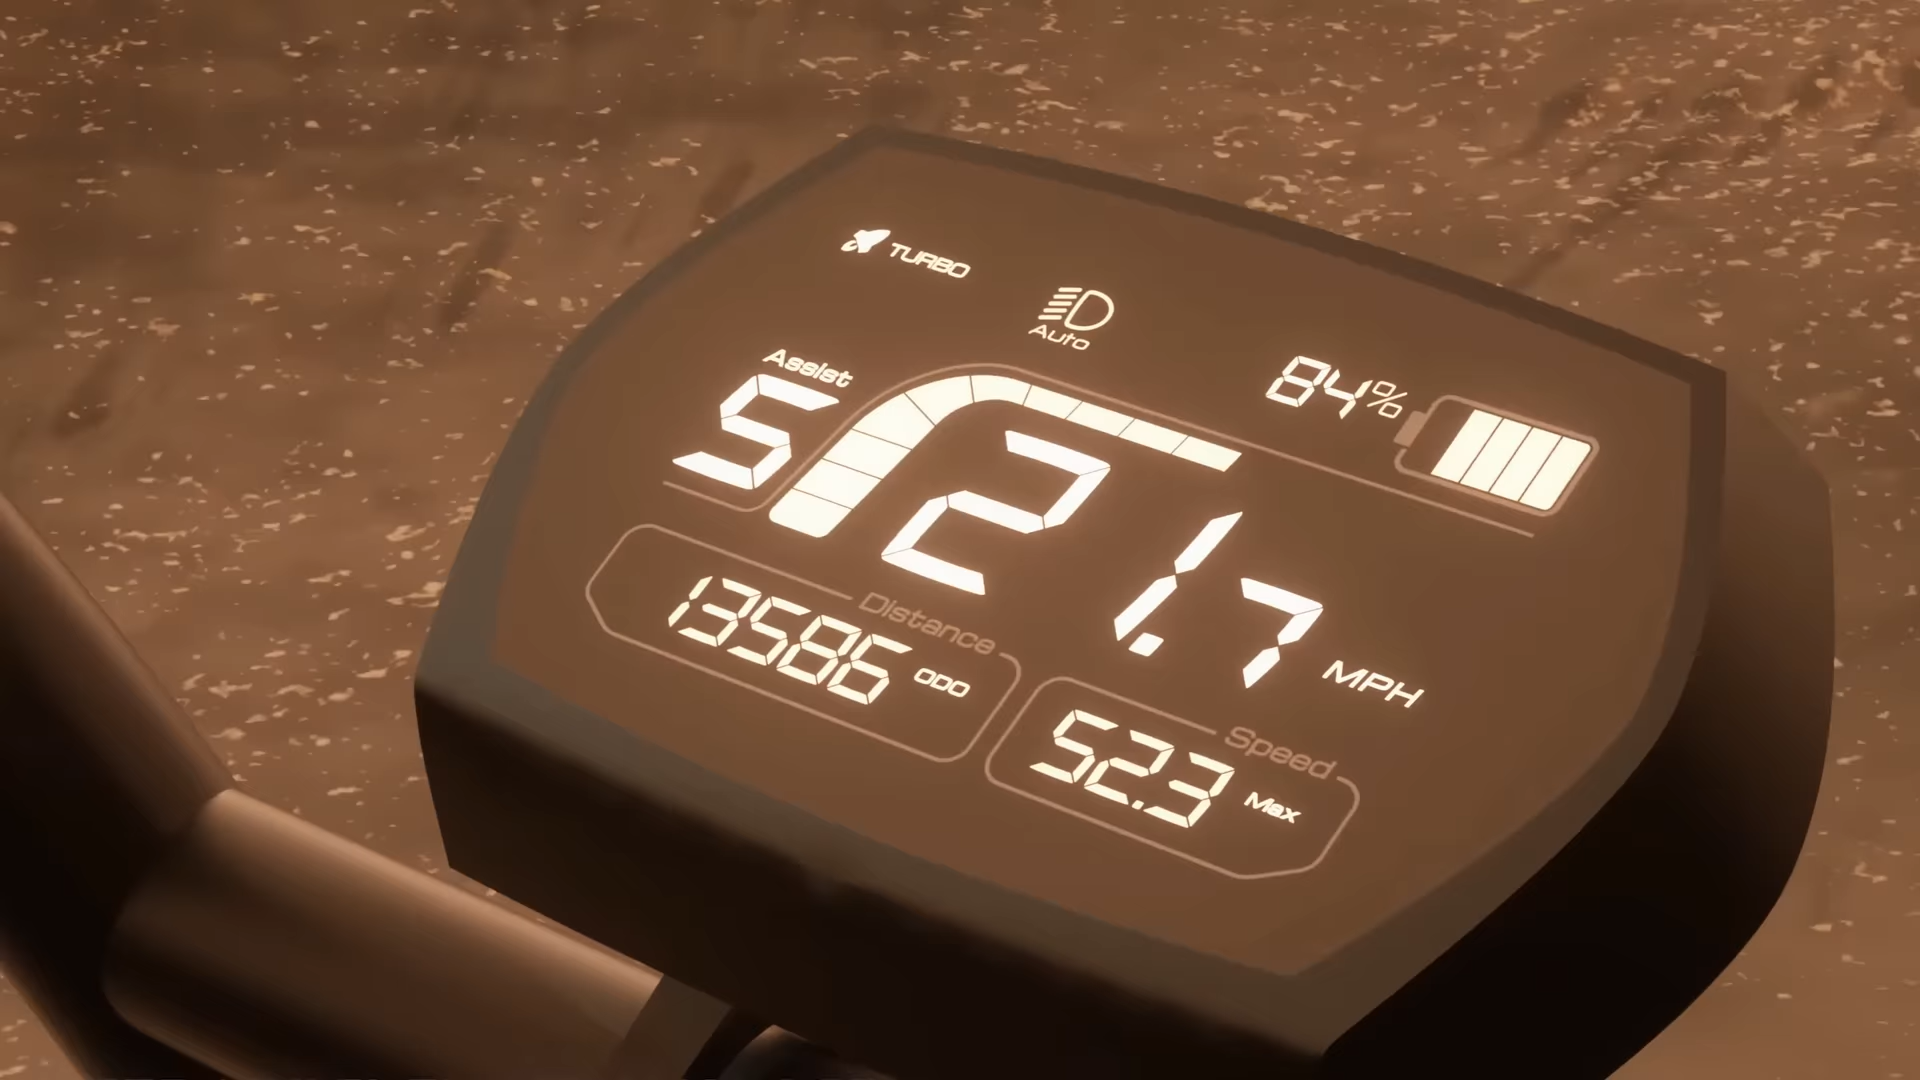 TURBO
Auto
84%
Assist
5
21.7
MPH
Distance
13586 ODO
Speed
52.3 Max